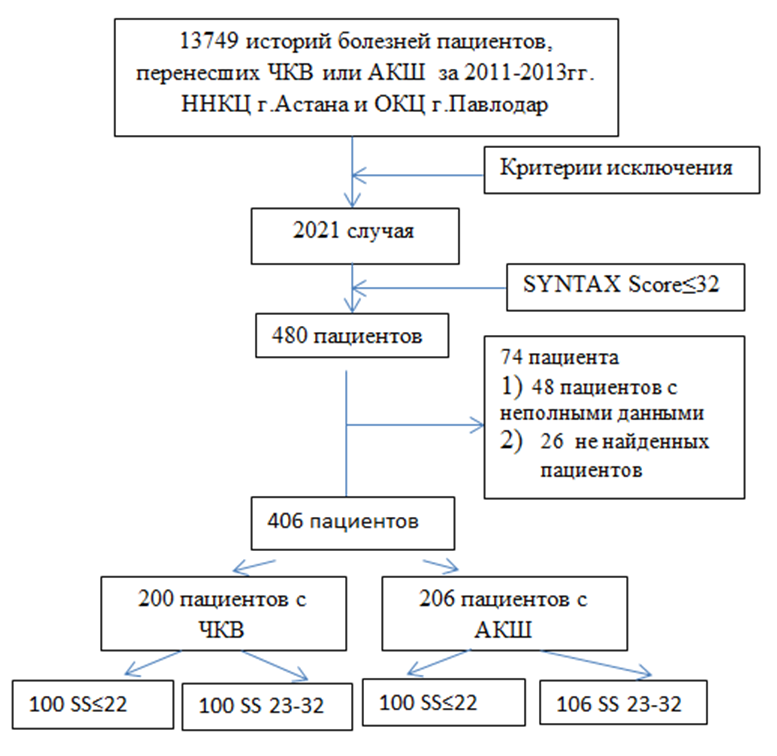 13749 историй болезней пациентов,
перенесших ЧКВ или АКШ за 2011-2013гг.
ННКЦ г.Астана и ОКЦ г.Павлодар
Критерии исключения
2021 случая
SYNTAX Score≤32
480 пациентов
74 пациента
1) 48 пациентов с
неполными данными
2) 26 не найденных
пациентов
406 пациентов
200 пациентов с
ЧКВ
206 пациентов с
АКШ
100 SS≤22
100 SS 23-32
100 SS≤22
106 SS 23-32